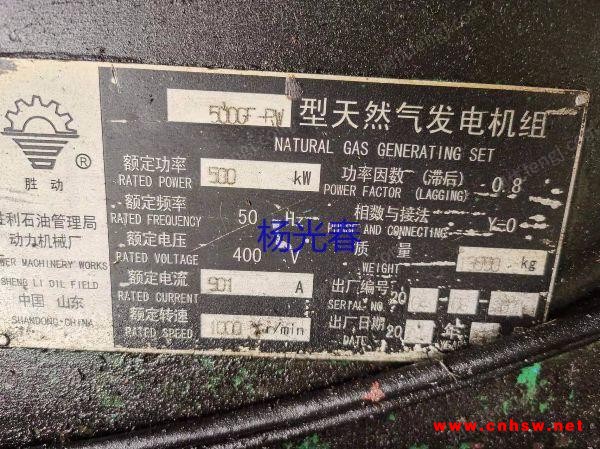 500GF-RW 型天然气发电机组
NATURAL GAS GENERATING SET
®
胜动
胜利石油管理局
动力机械厂
POWER MACHINERY WORKS
SHENG LI OIL FIELD
中国 山东
SHANDONG·CHINA
额定功率 500 kW
RATED POWER
额定频率 50 Hz
RATED FREQUENCY
额定电压 400 V
RATED VOLTAGE
额定电流 901 A
RATED CURRENT
额定转速 1000 r/min
RATED SPEED
功率因数(滞后) 0.8
POWER FACTOR (LAGGING)
相数与接法 Y-0
AND CONNECTING
质量 kg
WEIGHT
出厂编号 20
SERIAL NO.
出厂日期 20 年
DATE
杨光春
www.cnhsw.net